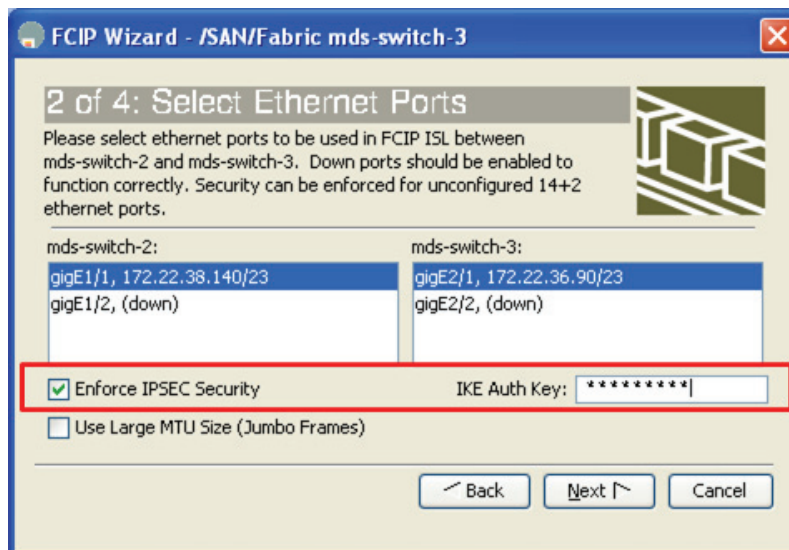 FCIP Wizard - /SAN/Fabric mds-switch-3
2 of 4: Select Ethernet Ports
Please select ethernet ports to be used in FCIP ISL between
mds-switch-2 and mds-switch-3. Down ports should be enabled to
function correctly. Security can be enforced for unconfigured 14+2
ethernet ports.
mds-switch-2: mds-switch-3:
gigE1/1, 172.22.38.140/23 gigE2/1, 172.22.36.90/23
gigE1/2, (down) gigE2/2, (down)
Enforce IPSEC Security IKE Auth Key: *********
Use Large MTU Size (Jumbo Frames)
Back Next Cancel